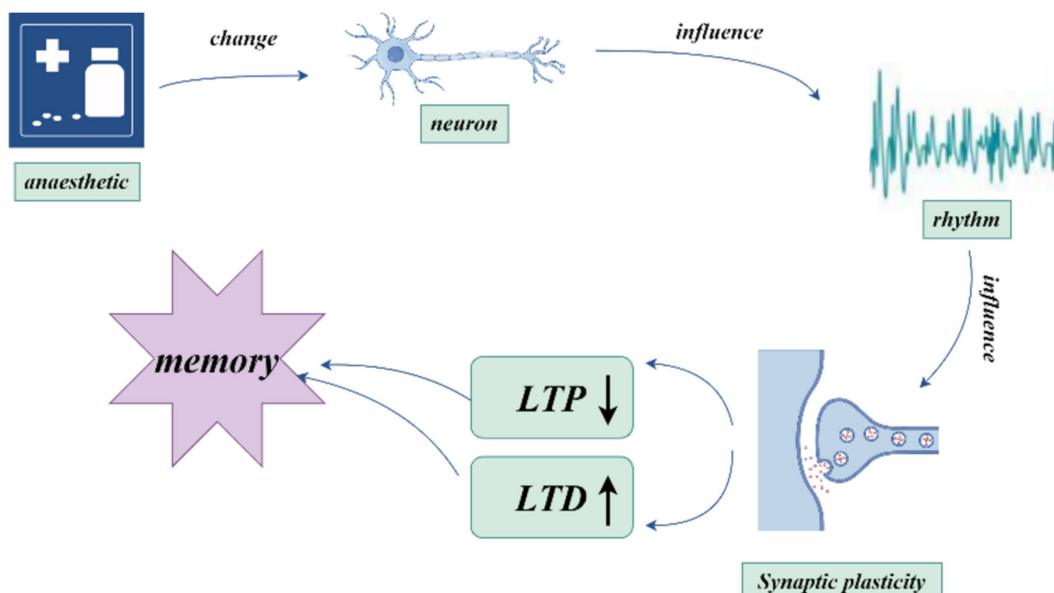 change
influence
neuron
anaesthetic
rhythm
influence
memory
LTP
LTD
Synaptic plasticity